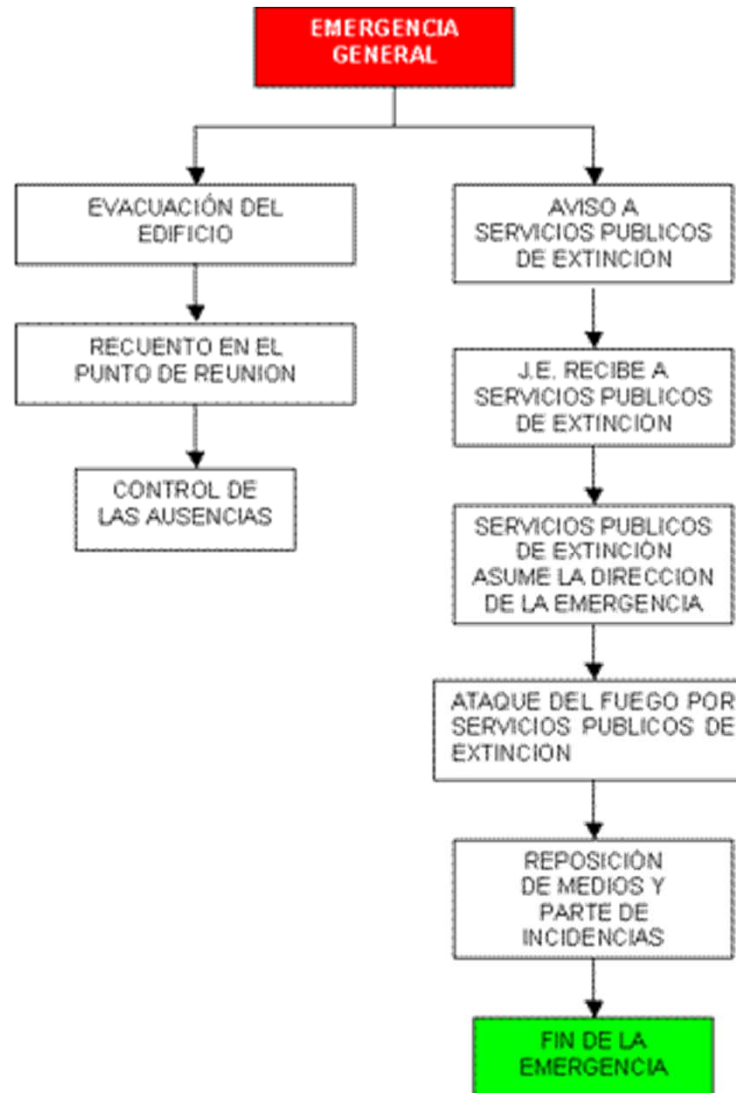 EMERGENCIA
GENERAL
EVACUACIÓN DEL
EDIFICIO
RECUENTO EN EL
PUNTO DE REUNION
CONTROL DE
LAS AUSENCIAS
AVISO A
SERVICIOS PUBLICOS
DE EXTINCION
J.E. RECIBE A
SERVICIOS PUBLICOS
DE EXTINCION
SERVICIOS PUBLICOS
DE EXTINCIÓN
ASUME LA DIRECCION
DE LA EMERGENCIA
ATAQUE DEL FUEGO POR
SERVICIOS PUBLICOS DE
EXTINCION
REPOSICIÓN
DE MEDIOS Y
PARTE DE
INCIDENCIAS
FIN DE LA
EMERGENCIA